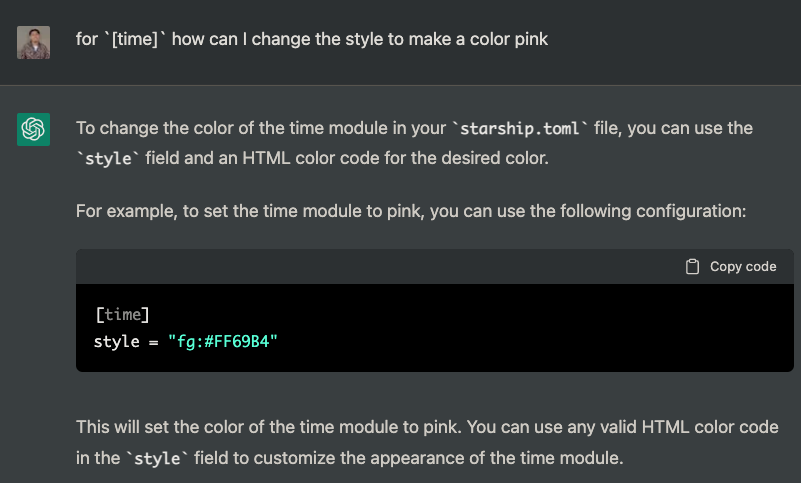 for `[time]` how can I change the style to make a color pink
To change the color of the time module in your `starship.toml` file, you can use the
`style` field and an HTML color code for the desired color.
For example, to set the time module to pink, you can use the following configuration:
Copy code
[time]
style = "fg:#FF69B4"
This will set the color of the time module to pink. You can use any valid HTML color code
in the `style` field to customize the appearance of the time module.